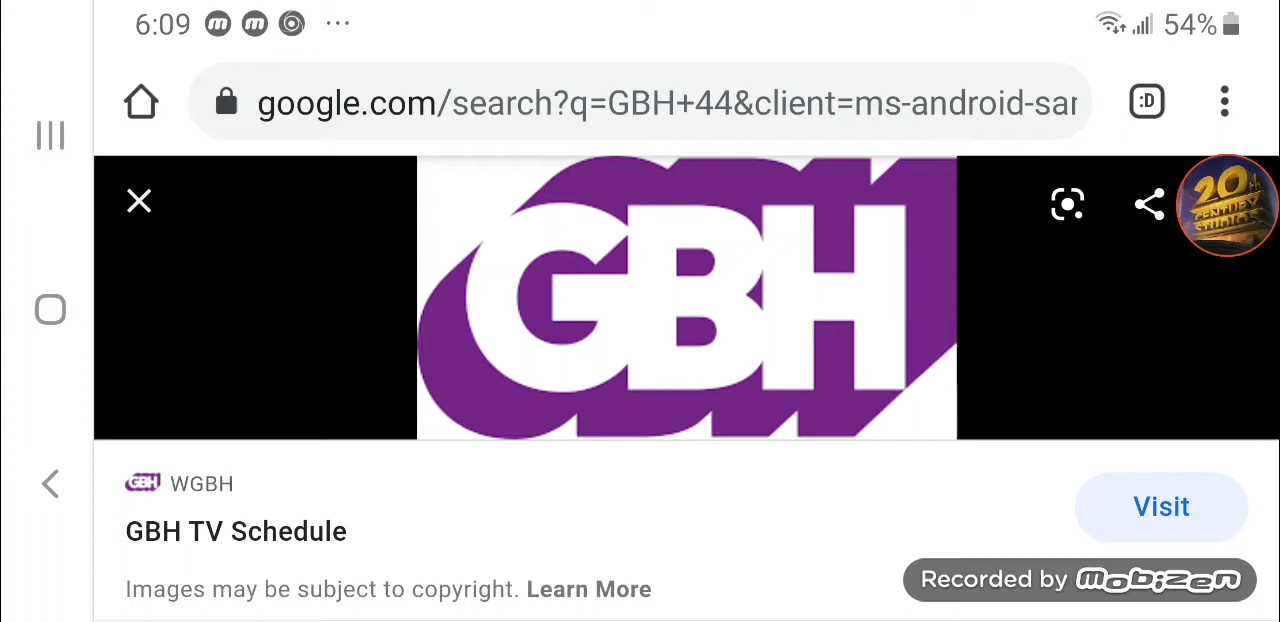 6:09 m m ... 54%
google.com/search?q=GBH+44&client=ms-android-sar
:D
GBH
20th
CENTURY
STUDIOS
GBH WGBH
Visit
GBH TV Schedule
Images may be subject to copyright. Learn More
Recorded by mobizen